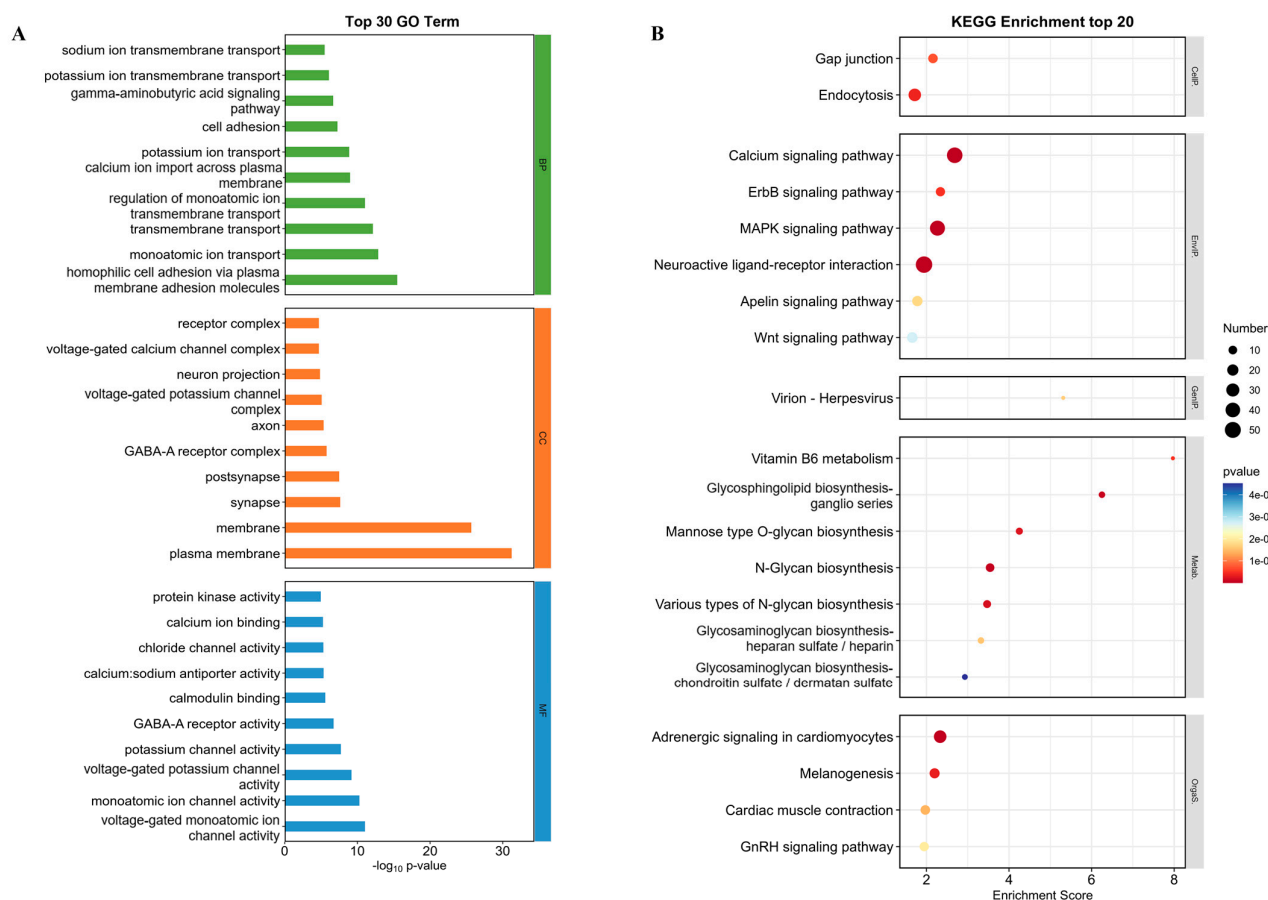 A
Top 30 GO Term
sodium ion transmembrane transport
potassium ion transmembrane transport
gamma-aminobutyric acid signaling
pathway
cell adhesion
potassium ion transport
calcium ion import across plasma
membrane
regulation of monoatomic ion
transmembrane transport
transmembrane transport
monoatomic ion transport
homophilic cell adhesion via plasma
membrane adhesion molecules
BP
receptor complex
voltage-gated calcium channel complex
neuron projection
voltage-gated potassium channel
complex
axon
GABA-A receptor complex
postsynapse
synapse
membrane
plasma membrane
CC
protein kinase activity
calcium ion binding
chloride channel activity
calcium:sodium antiporter activity
calmodulin binding
GABA-A receptor activity
potassium channel activity
voltage-gated potassium channel
activity
monoatomic ion channel activity
voltage-gated monoatomic ion
channel activity
MF
0 10 20 30
-log10 p-value
B
KEGG Enrichment top 20
Gap junction
Endocytosis
CellP.
Calcium signaling pathway
ErbB signaling pathway
MAPK signaling pathway
Neuroactive ligand-receptor interaction
Apelin signaling pathway
Wnt signaling pathway
EnvIP.
Virion - Herpesvirus
GenIP.
Vitamin B6 metabolism
Glycosphingolipid biosynthesis-
ganglio series
Mannose type O-glycan biosynthesis
N-Glycan biosynthesis
Various types of N-glycan biosynthesis
Glycosaminoglycan biosynthesis-
heparan sulfate / heparin
Glycosaminoglycan biosynthesis-
chondroitin sulfate / dermatan sulfate
Metab.
Adrenergic signaling in cardiomyocytes
Melanogenesis
Cardiac muscle contraction
GnRH signaling pathway
OrgaS.
2 4 6 8
Enrichment Score
Number
10
20
30
40
50
pvalue
4e-0
3e-0
2e-0
1e-0